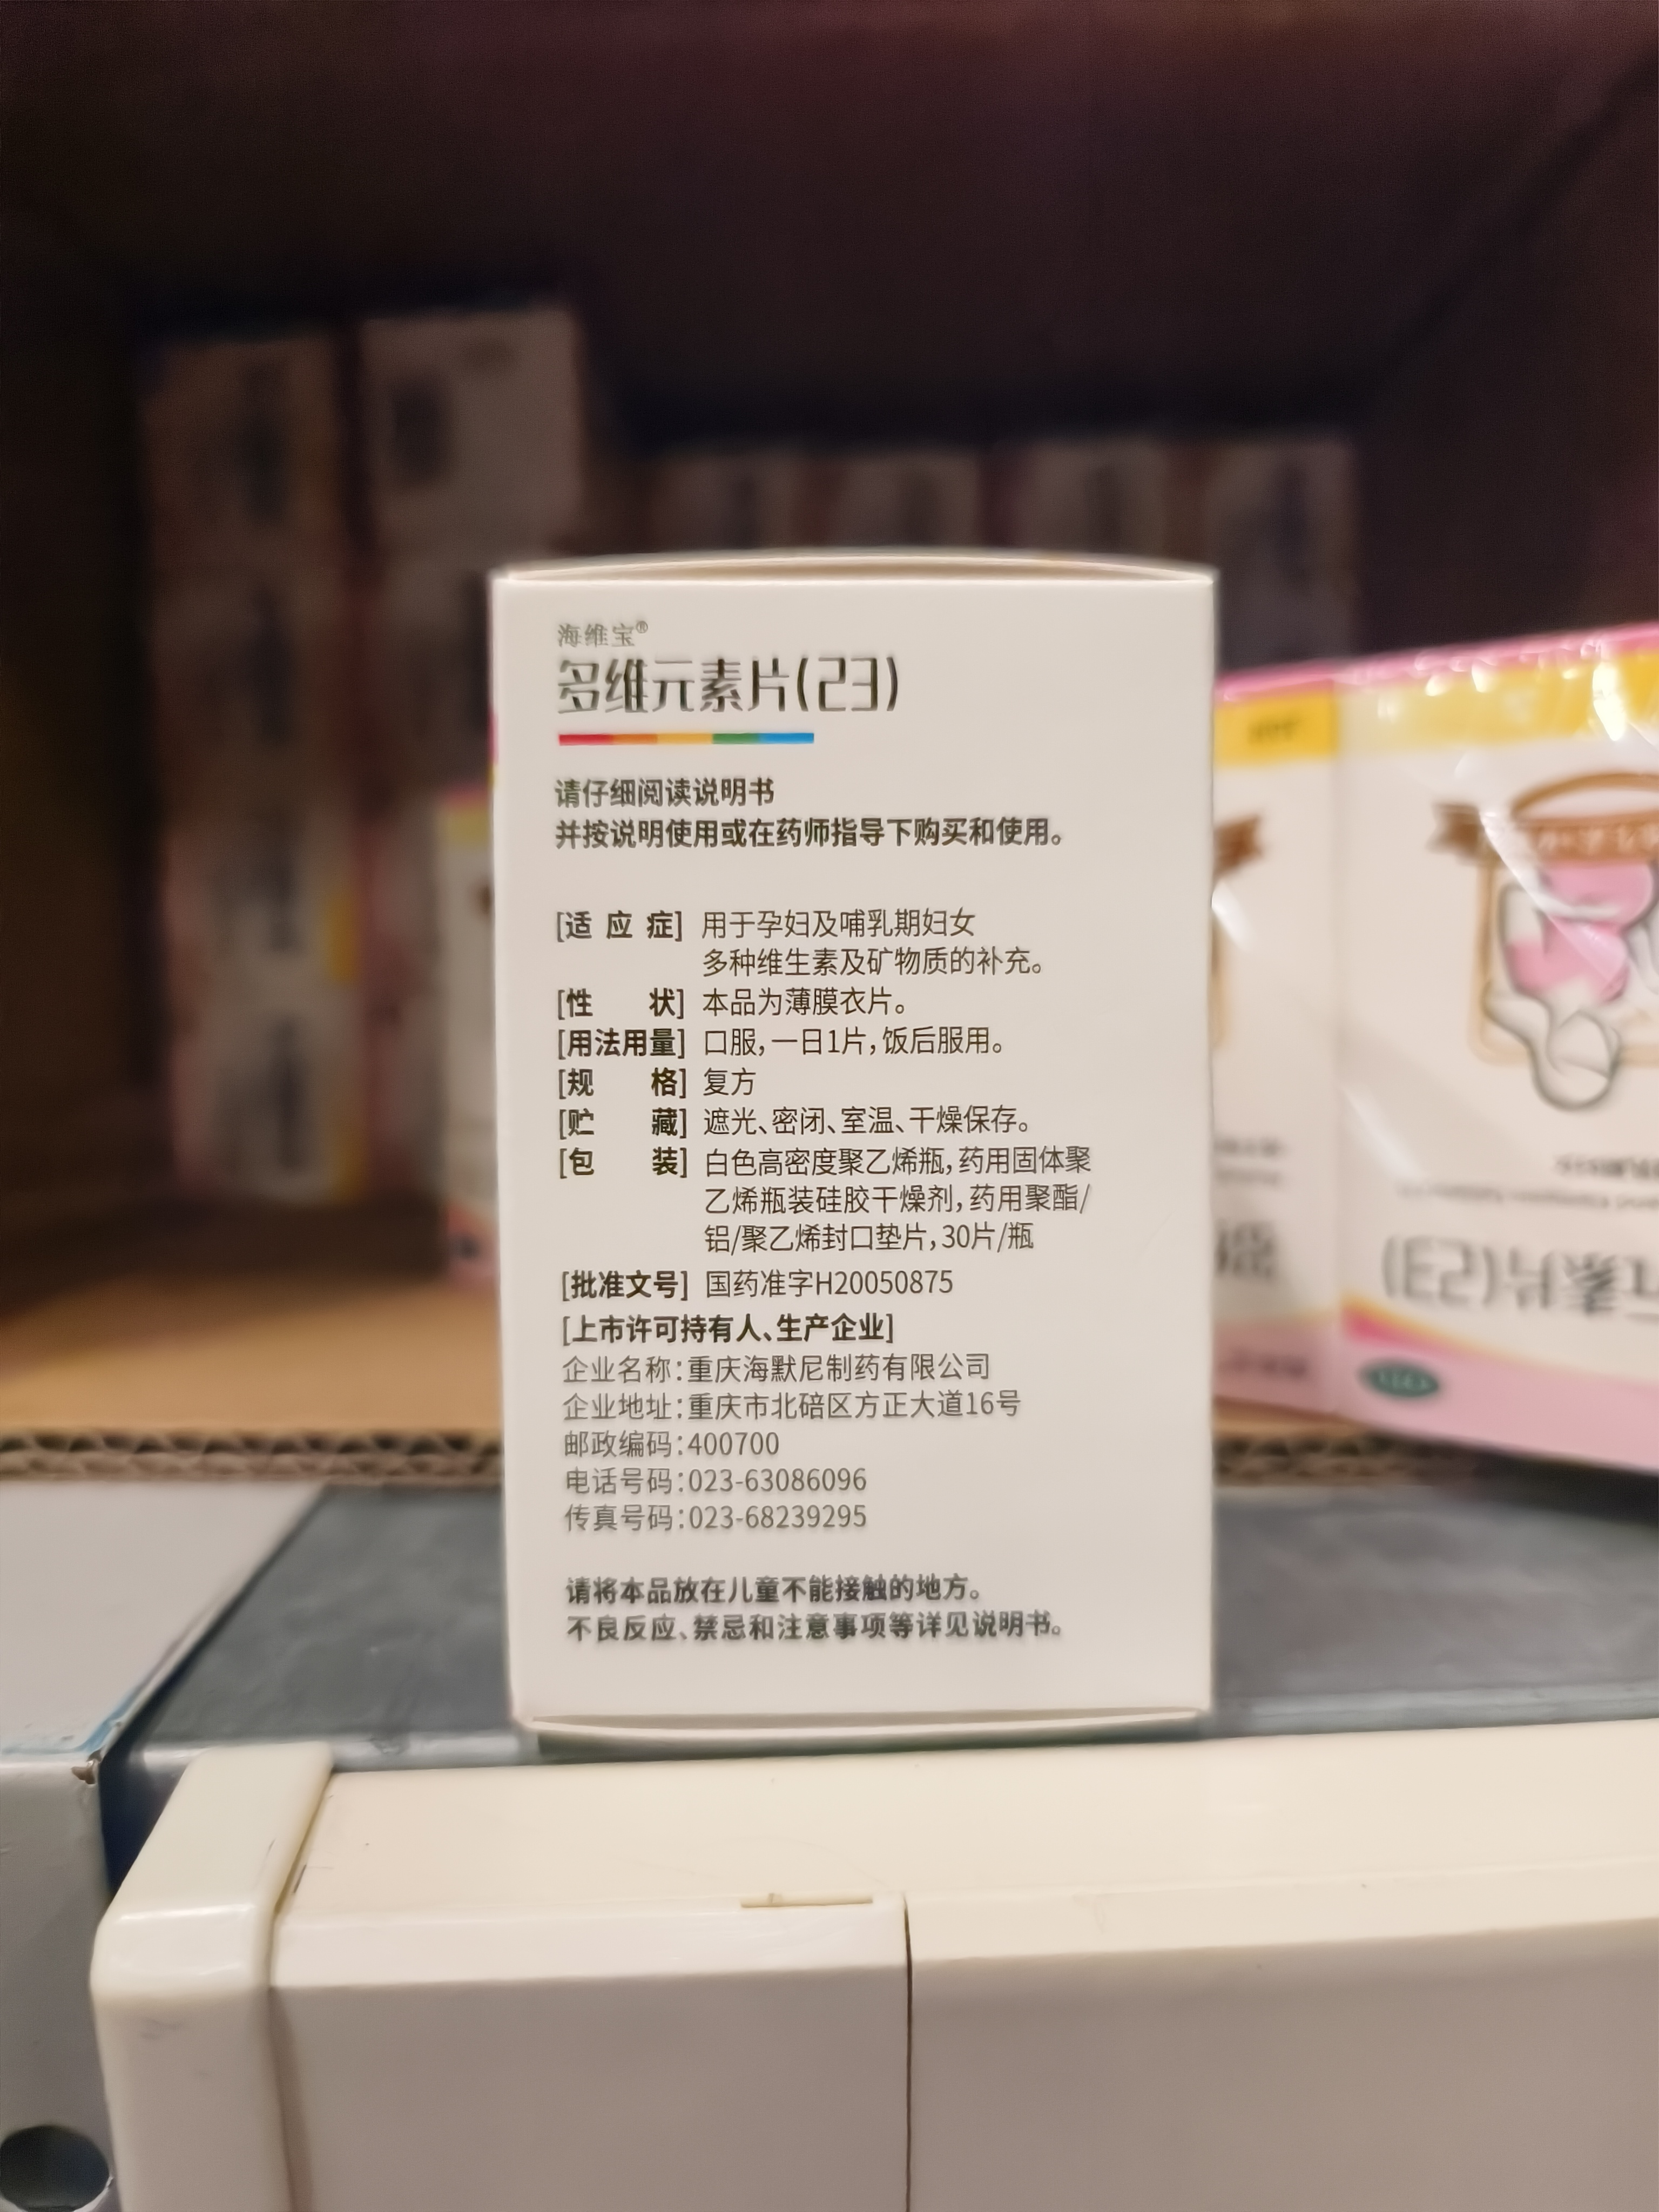 海维宝®
多维元素片(23)
请仔细阅读说明书
并按说明使用或在药师指导下购买和使用。
[适 应 症] 用于孕妇及哺乳期妇女
多种维生素及矿物质的补充。
[性 状] 本品为薄膜衣片。
[用法用量] 口服,一日1片,饭后服用。
[规 格] 复方
[贮 藏] 遮光、密闭、室温、干燥保存。
[包 装] 白色高密度聚乙烯瓶,药用固体聚
乙烯瓶装硅胶干燥剂,药用聚酯/
铝/聚乙烯封口垫片,30片/瓶
[批准文号] 国药准字H20050875
[上市许可持有人、生产企业]
企业名称:重庆海默尼制药有限公司
企业地址:重庆市北碚区方正大道16号
邮政编码:400700
电话号码:023-63086096
传真号码:023-68239295
请将本品放在儿童不能接触的地方。
不良反应、禁忌和注意事项等详见说明书。
元素片(23)